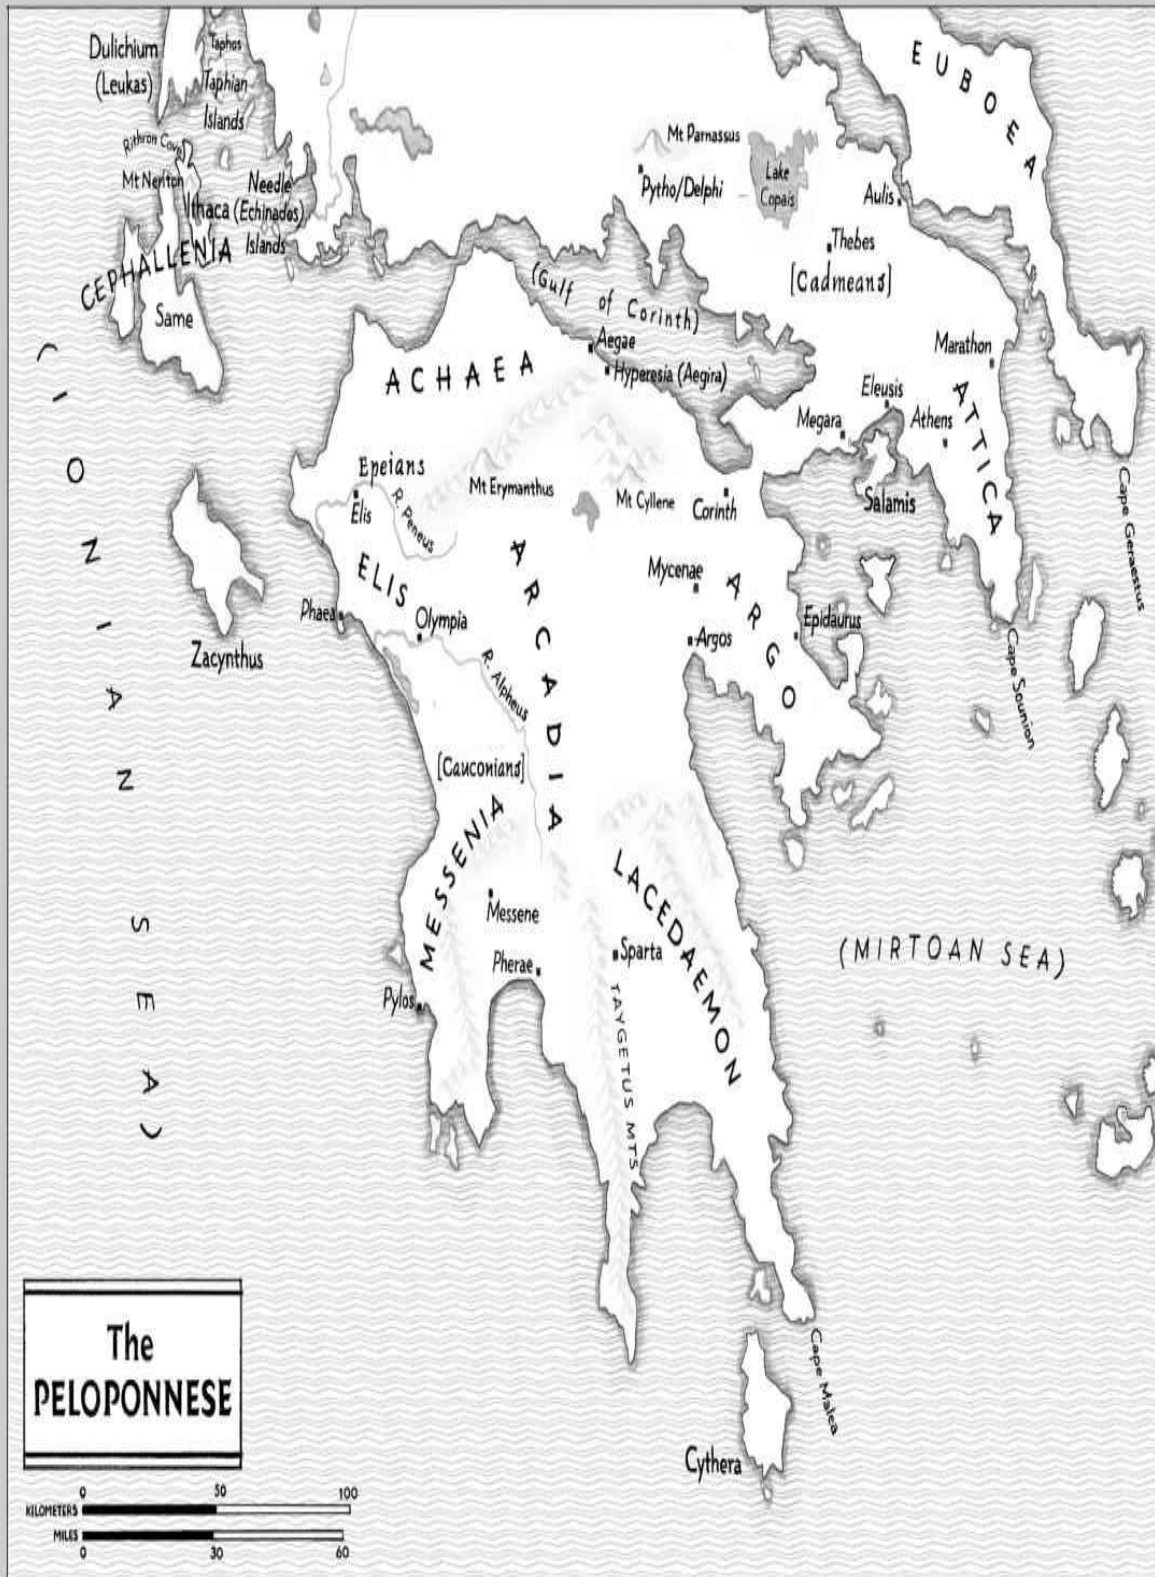 Dulichium
(Leukas)
Taphos
Taphian
Islands
EUBOEA
Rithron Cove
Mt Neriton
Needle
Ithaca (Echinades)
Islands
CEPHALLENIA
Same
Mt Parnassus
Pytho/Delphi
Lake
Copais
Aulis
Thebes
[Cadmeans]
(Gulf of Corinth)
Aegae
Hyperesia (Aegira)
ACHAEA
Marathon
Eleusis
Megara
Athens
ATTICA
Salamis
Cape Geraestus
Cape Sounion
(IONIAN SEA)
Zacynthus
Epeians
Elis
R. Peneus
Mt Erymanthus
Mt Cyllene
Corinth
ELIS
ARCADIA
Mycenae
ARGO
Phaea
Olympia
Argos
Epidaurus
R. Alpheus
[Cauconians]
MESSENIA
Messene
Pherae
Pylos
LACEDAEMON
Sparta
TAYGETUS MTS
(MIRTOAN SEA)
Cape Malea
Cythera
The
PELOPONNESE
0 50 100
KILOMETERS
MILES
0 30 60